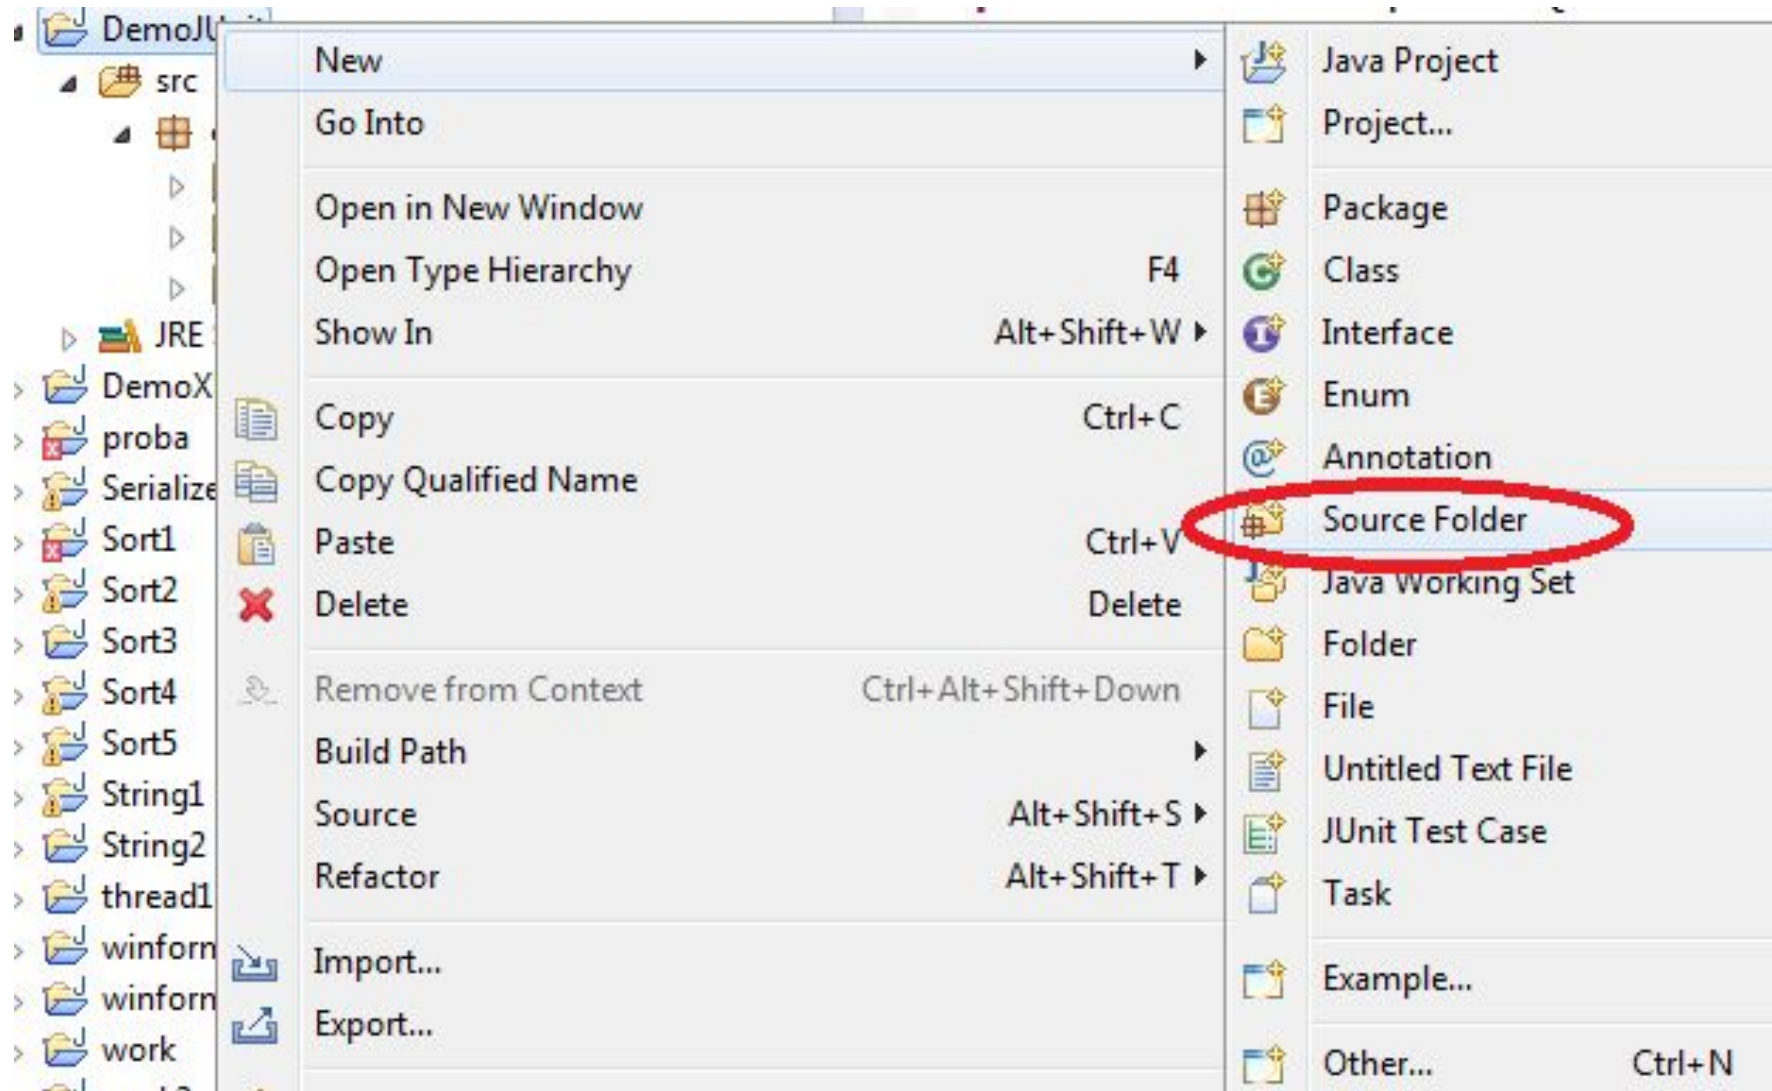 DemoJUnit
src
JRE
DemoX
proba
Serialize
Sort1
Sort2
Sort3
Sort4
Sort5
String1
String2
thread1
winform
winform
work
New
Go Into
Open in New Window
Open Type Hierarchy F4
Show In Alt+Shift+W
Copy Ctrl+C
Copy Qualified Name
Paste Ctrl+V
Delete Delete
Remove from Context Ctrl+Alt+Shift+Down
Build Path
Source Alt+Shift+S
Refactor Alt+Shift+T
Import...
Export...
Java Project
Project...
Package
Class
Interface
Enum
Annotation
Source Folder
Java Working Set
Folder
File
Untitled Text File
JUnit Test Case
Task
Example...
Other... Ctrl+N